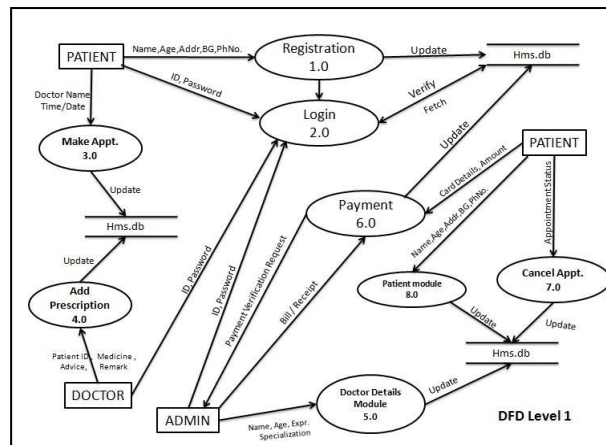 PATIENT
Name,Age,Addr,BG,PhNo.
Registration
1.0
Update
Hms.db
ID, Password
Doctor Name
Time/Date
Verify
Fetch
Login
2.0
Make Appt.
3.0
Update
Update
PATIENT
Card Details, Amount
Payment
6.0
AppointmentStatus
Name,Age,Addr,BG,PhNo.
Hms.db
Update
ID, Password
ID, Password
Payment Verification Request
Bill / Receipt
Add
Prescription
4.0
Patient module
8.0
Cancel Appt.
7.0
Update
Update
Hms.db
Patient ID, Medicine ,
Advice, Remark
DOCTOR
ADMIN
Name, Age, Expr.
Specialization
Doctor Details
Module
5.0
Update
DFD Level 1